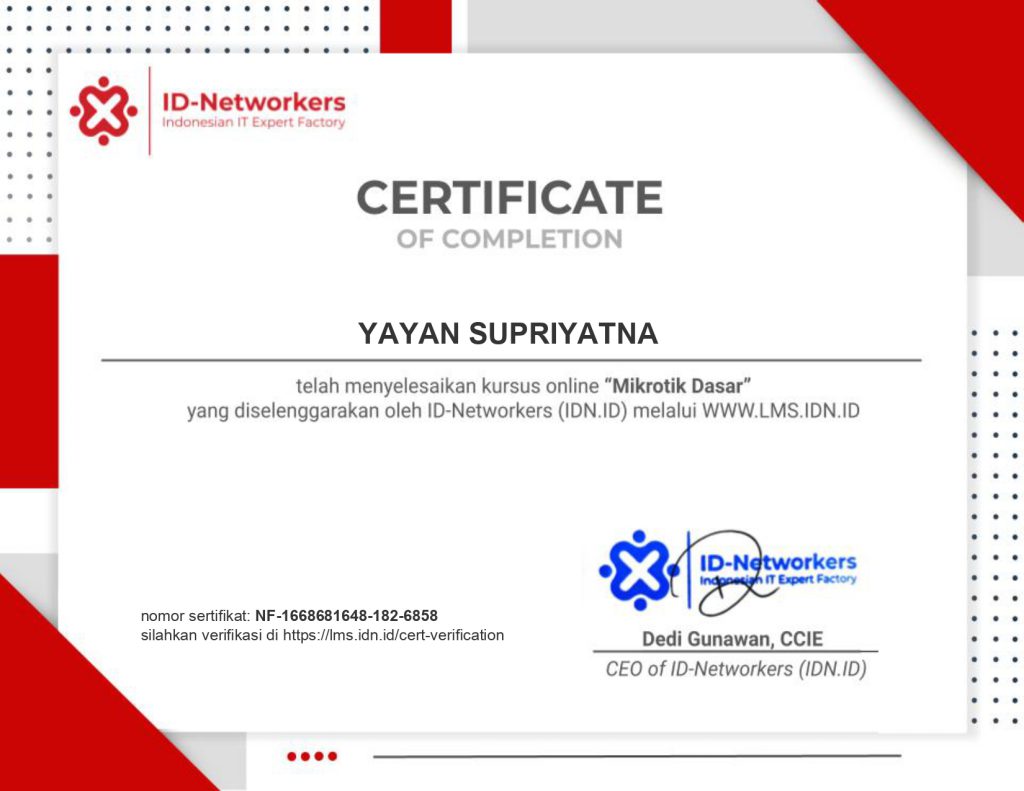 ID-Networkers
Indonesian IT Expert Factory
CERTIFICATE
OF COMPLETION
YAYAN SUPRIYATNA
telah menyelesaikan kursus online “Mikrotik Dasar”
yang diselenggarakan oleh ID-Networkers (IDN.ID) melalui WWW.LMS.IDN.ID
ID-Networkers
Indonesian IT Expert Factory
nomor sertifikat: NF-1668681648-182-6858
silahkan verifikasi di https://lms.idn.id/cert-verification
Dedi Gunawan, CCIE
CEO of ID-Networkers (IDN.ID)